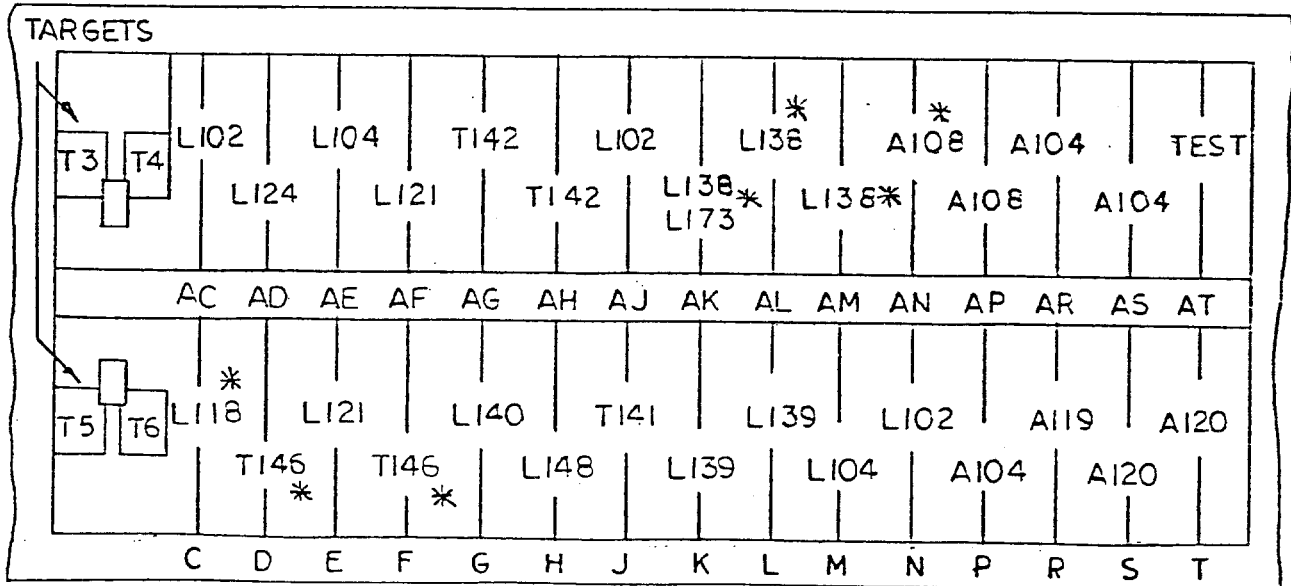 TARGETS
L102 L104 T142 L102 L138* A108* A104 TEST
T3 T4
L124 L121 T142 L138 L173* L138* A108 A104
AC AD AE AF AG AH AJ AK AL AM AN AP AR AS AT
L118* L121 L140 T141 L139 L102 A119 A120
T5 T6
T146* T146* L148 L139 L104 A104 A120
C D E F G H J K L M N P R S T